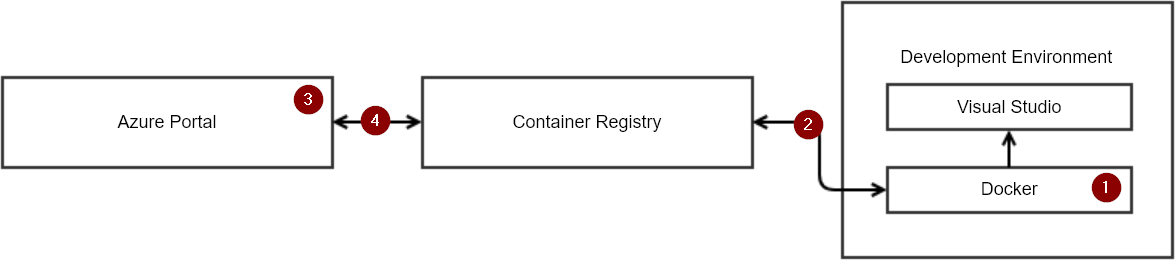 Azure Portal
3
4
Container Registry
2
Development Environment
Visual Studio
Docker
1